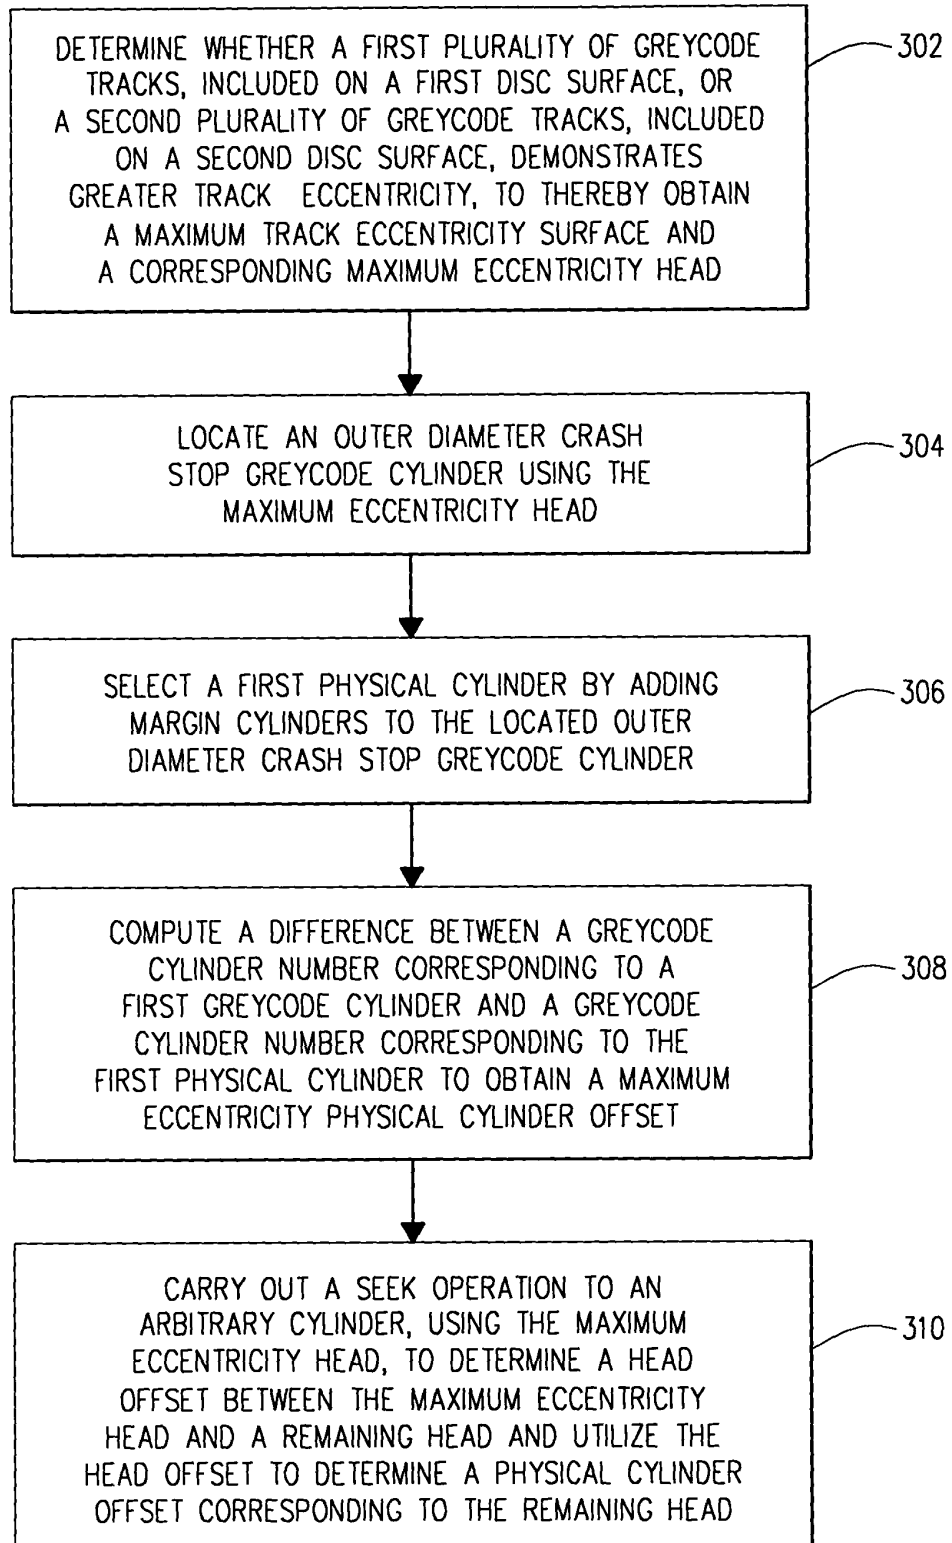 DETERMINE WHETHER A FIRST PLURALITY OF GREYCODE
TRACKS, INCLUDED ON A FIRST DISC SURFACE, OR
A SECOND PLURALITY OF GREYCODE TRACKS, INCLUDED
ON A SECOND DISC SURFACE, DEMONSTRATES
GREATER TRACK ECCENTRICITY, TO THEREBY OBTAIN
A MAXIMUM TRACK ECCENTRICITY SURFACE AND
A CORRESPONDING MAXIMUM ECCENTRICITY HEAD
302
LOCATE AN OUTER DIAMETER CRASH
STOP GREYCODE CYLINDER USING THE
MAXIMUM ECCENTRICITY HEAD
304
SELECT A FIRST PHYSICAL CYLINDER BY ADDING
MARGIN CYLINDERS TO THE LOCATED OUTER
DIAMETER CRASH STOP GREYCODE CYLINDER
306
COMPUTE A DIFFERENCE BETWEEN A GREYCODE
CYLINDER NUMBER CORRESPONDING TO A
FIRST GREYCODE CYLINDER AND A GREYCODE
CYLINDER NUMBER CORRESPONDING TO THE
FIRST PHYSICAL CYLINDER TO OBTAIN A MAXIMUM
ECCENTRICITY PHYSICAL CYLINDER OFFSET
308
CARRY OUT A SEEK OPERATION TO AN
ARBITRARY CYLINDER, USING THE MAXIMUM
ECCENTRICITY HEAD, TO DETERMINE A HEAD
OFFSET BETWEEN THE MAXIMUM ECCENTRICITY
HEAD AND A REMAINING HEAD AND UTILIZE THE
HEAD OFFSET TO DETERMINE A PHYSICAL CYLINDER
OFFSET CORRESPONDING TO THE REMAINING HEAD
310